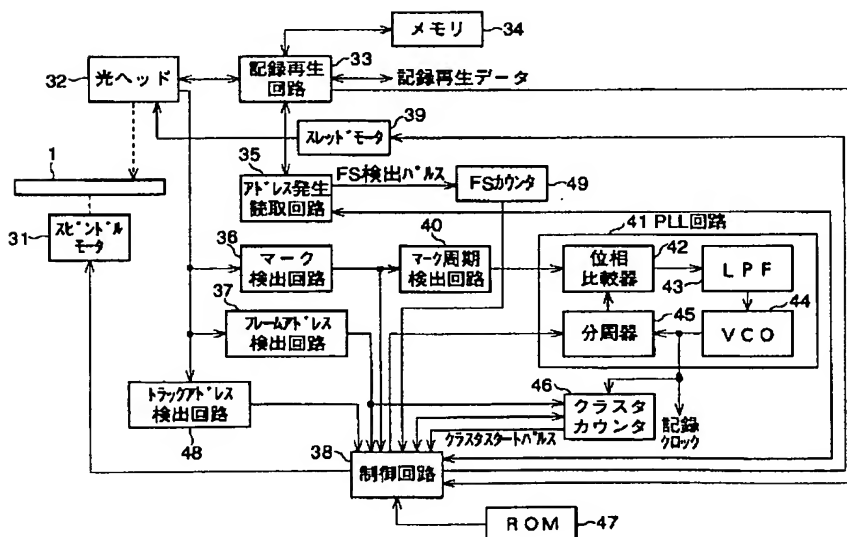 メモリ
34
33
32
光ヘッド
記録再生
回路
記録再生データ
39
スレッドモータ
1
35
アドレス発生
読取回路
FS検出パルス
FSカウンタ
49
31
スピンドル
モータ
36
マーク
検出回路
40
マーク周期
検出回路
41 PLL回路
位相
比較器
42
LPF
43
44
分周器
45
VCO
37
フレームアドレス
検出回路
46
クラスタ
カウンタ
トラックアドレス
検出回路
48
クラスタスタートパルス
記録
クロック
38
制御回路
ROM
47